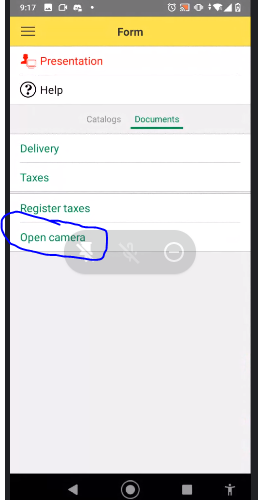 9:17
Form
Presentation
? Help
Catalogs Documents
Delivery
Taxes
Register taxes
Open camera